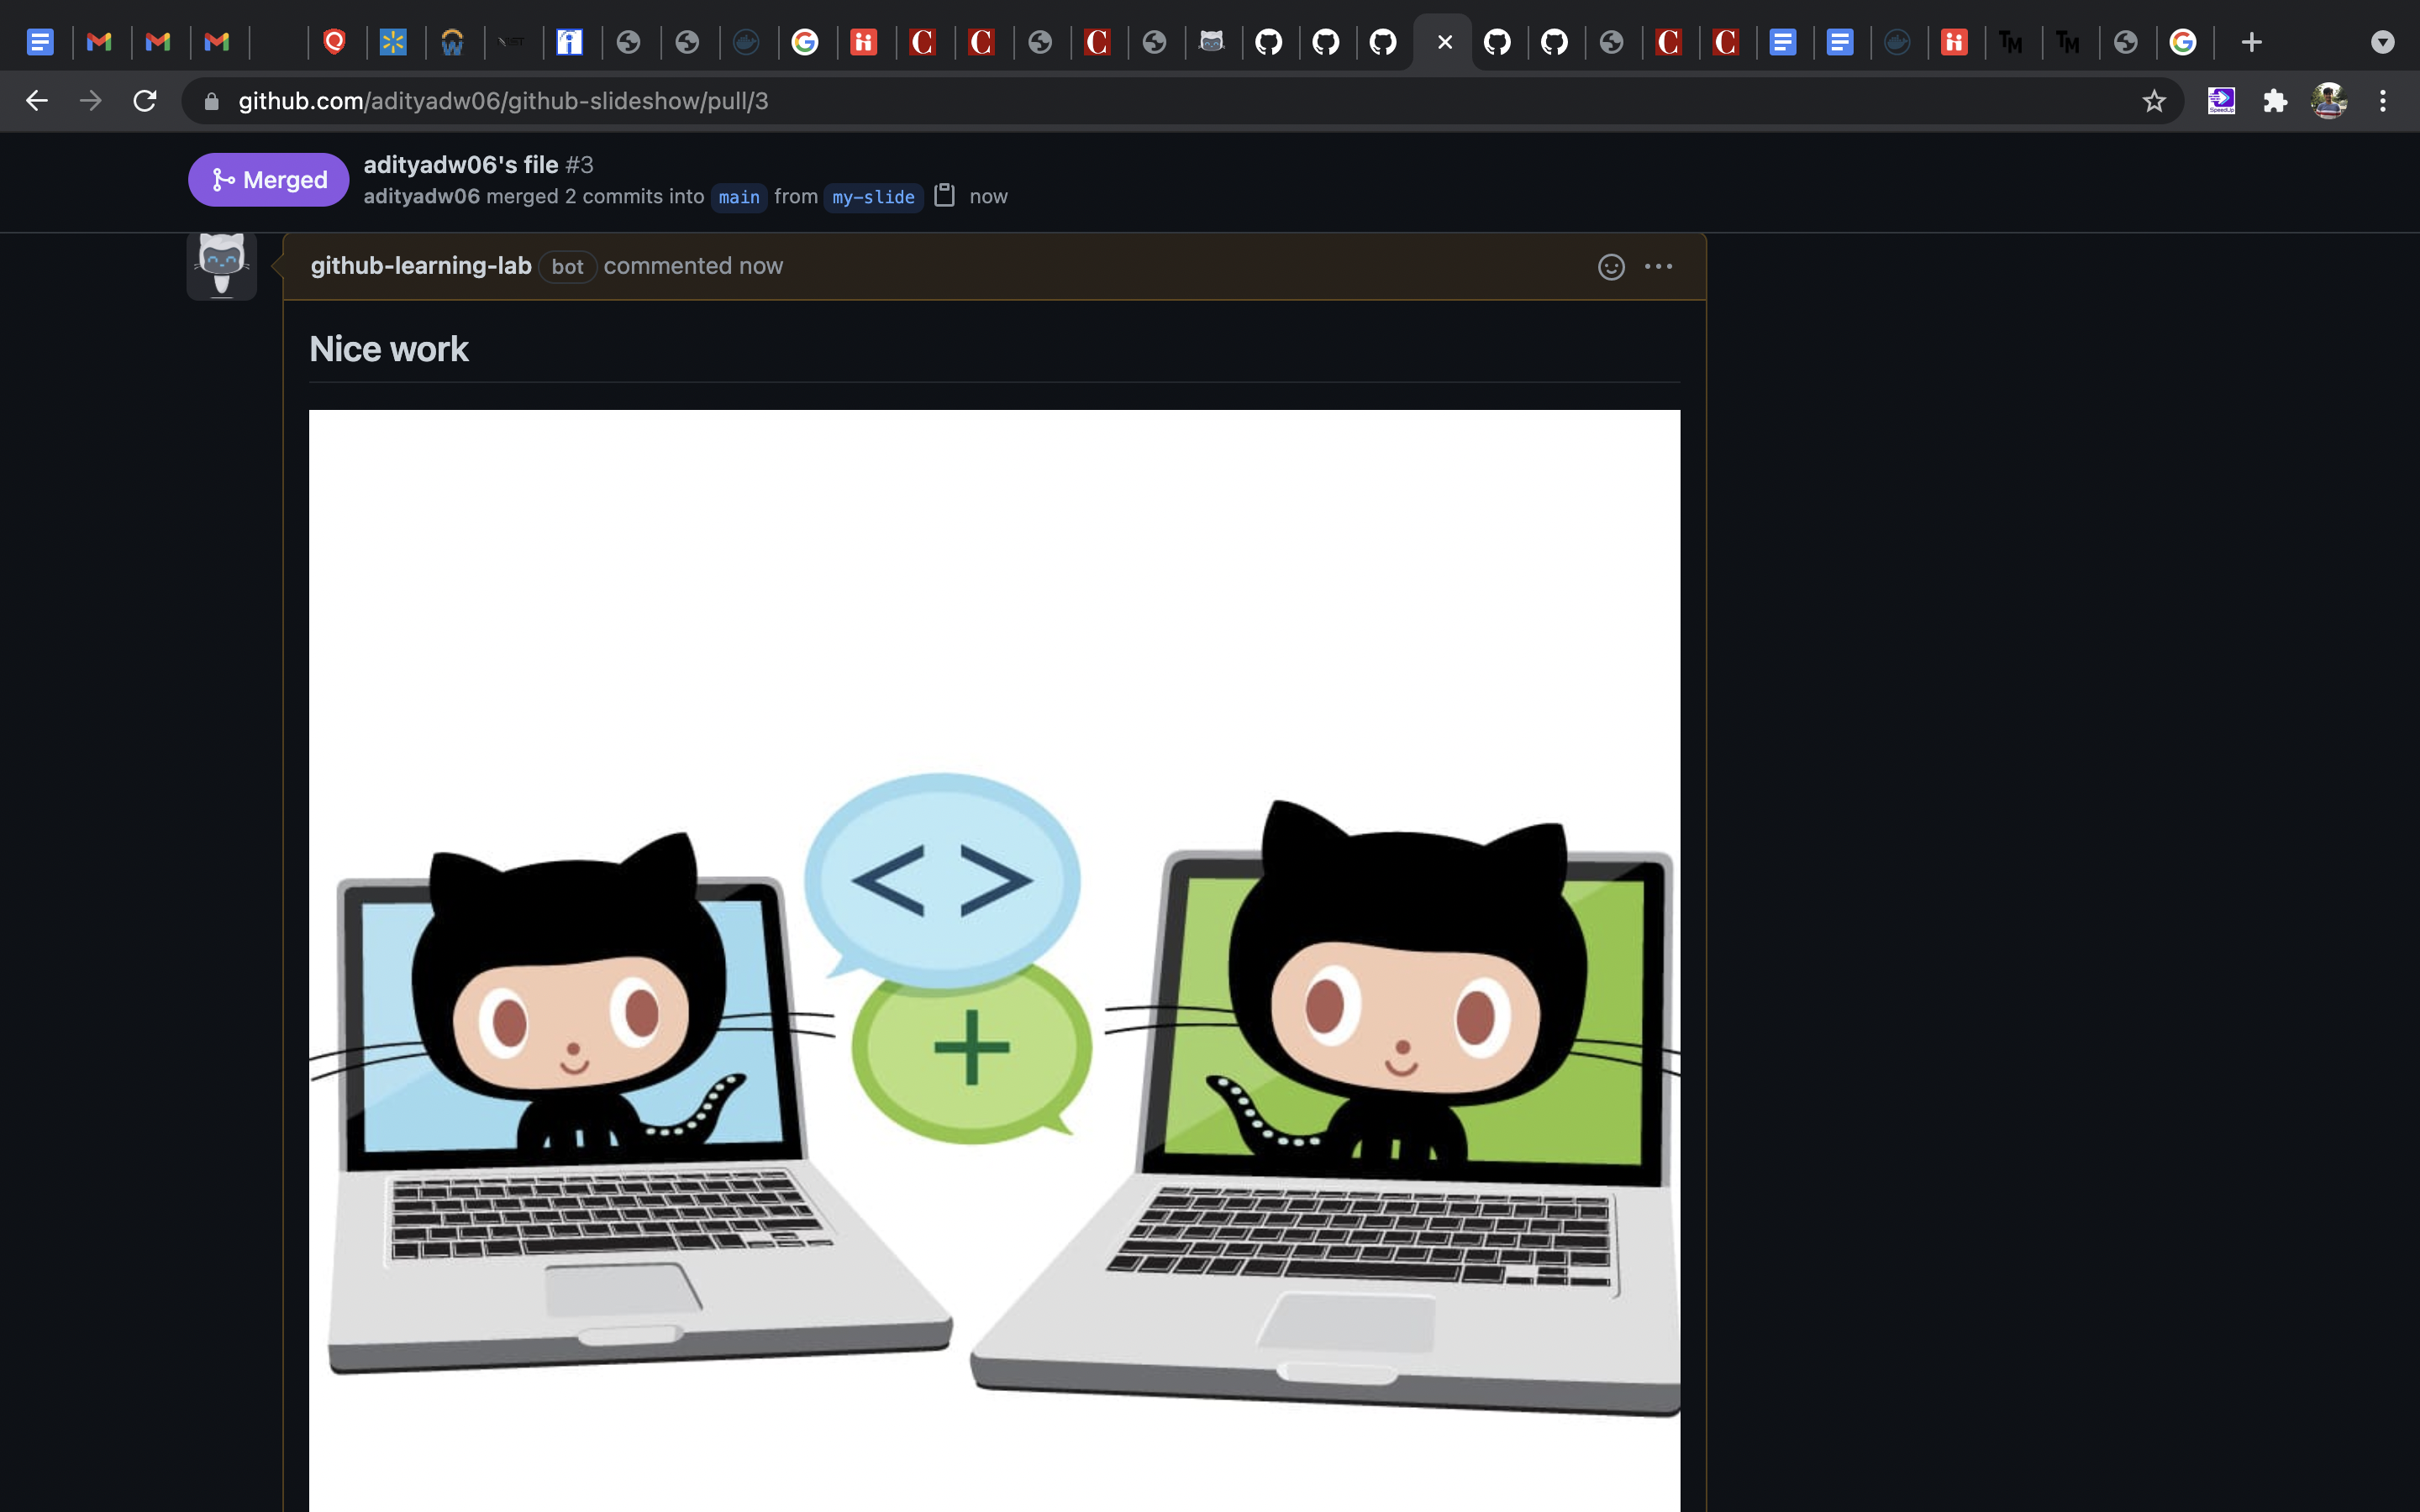 github.com/adityadw06/github-slideshow/pull/3
Merged
adityadw06's file #3
adityadw06 merged 2 commits into main from my-slide now
github-learning-lab bot commented now
Nice work
< >
+